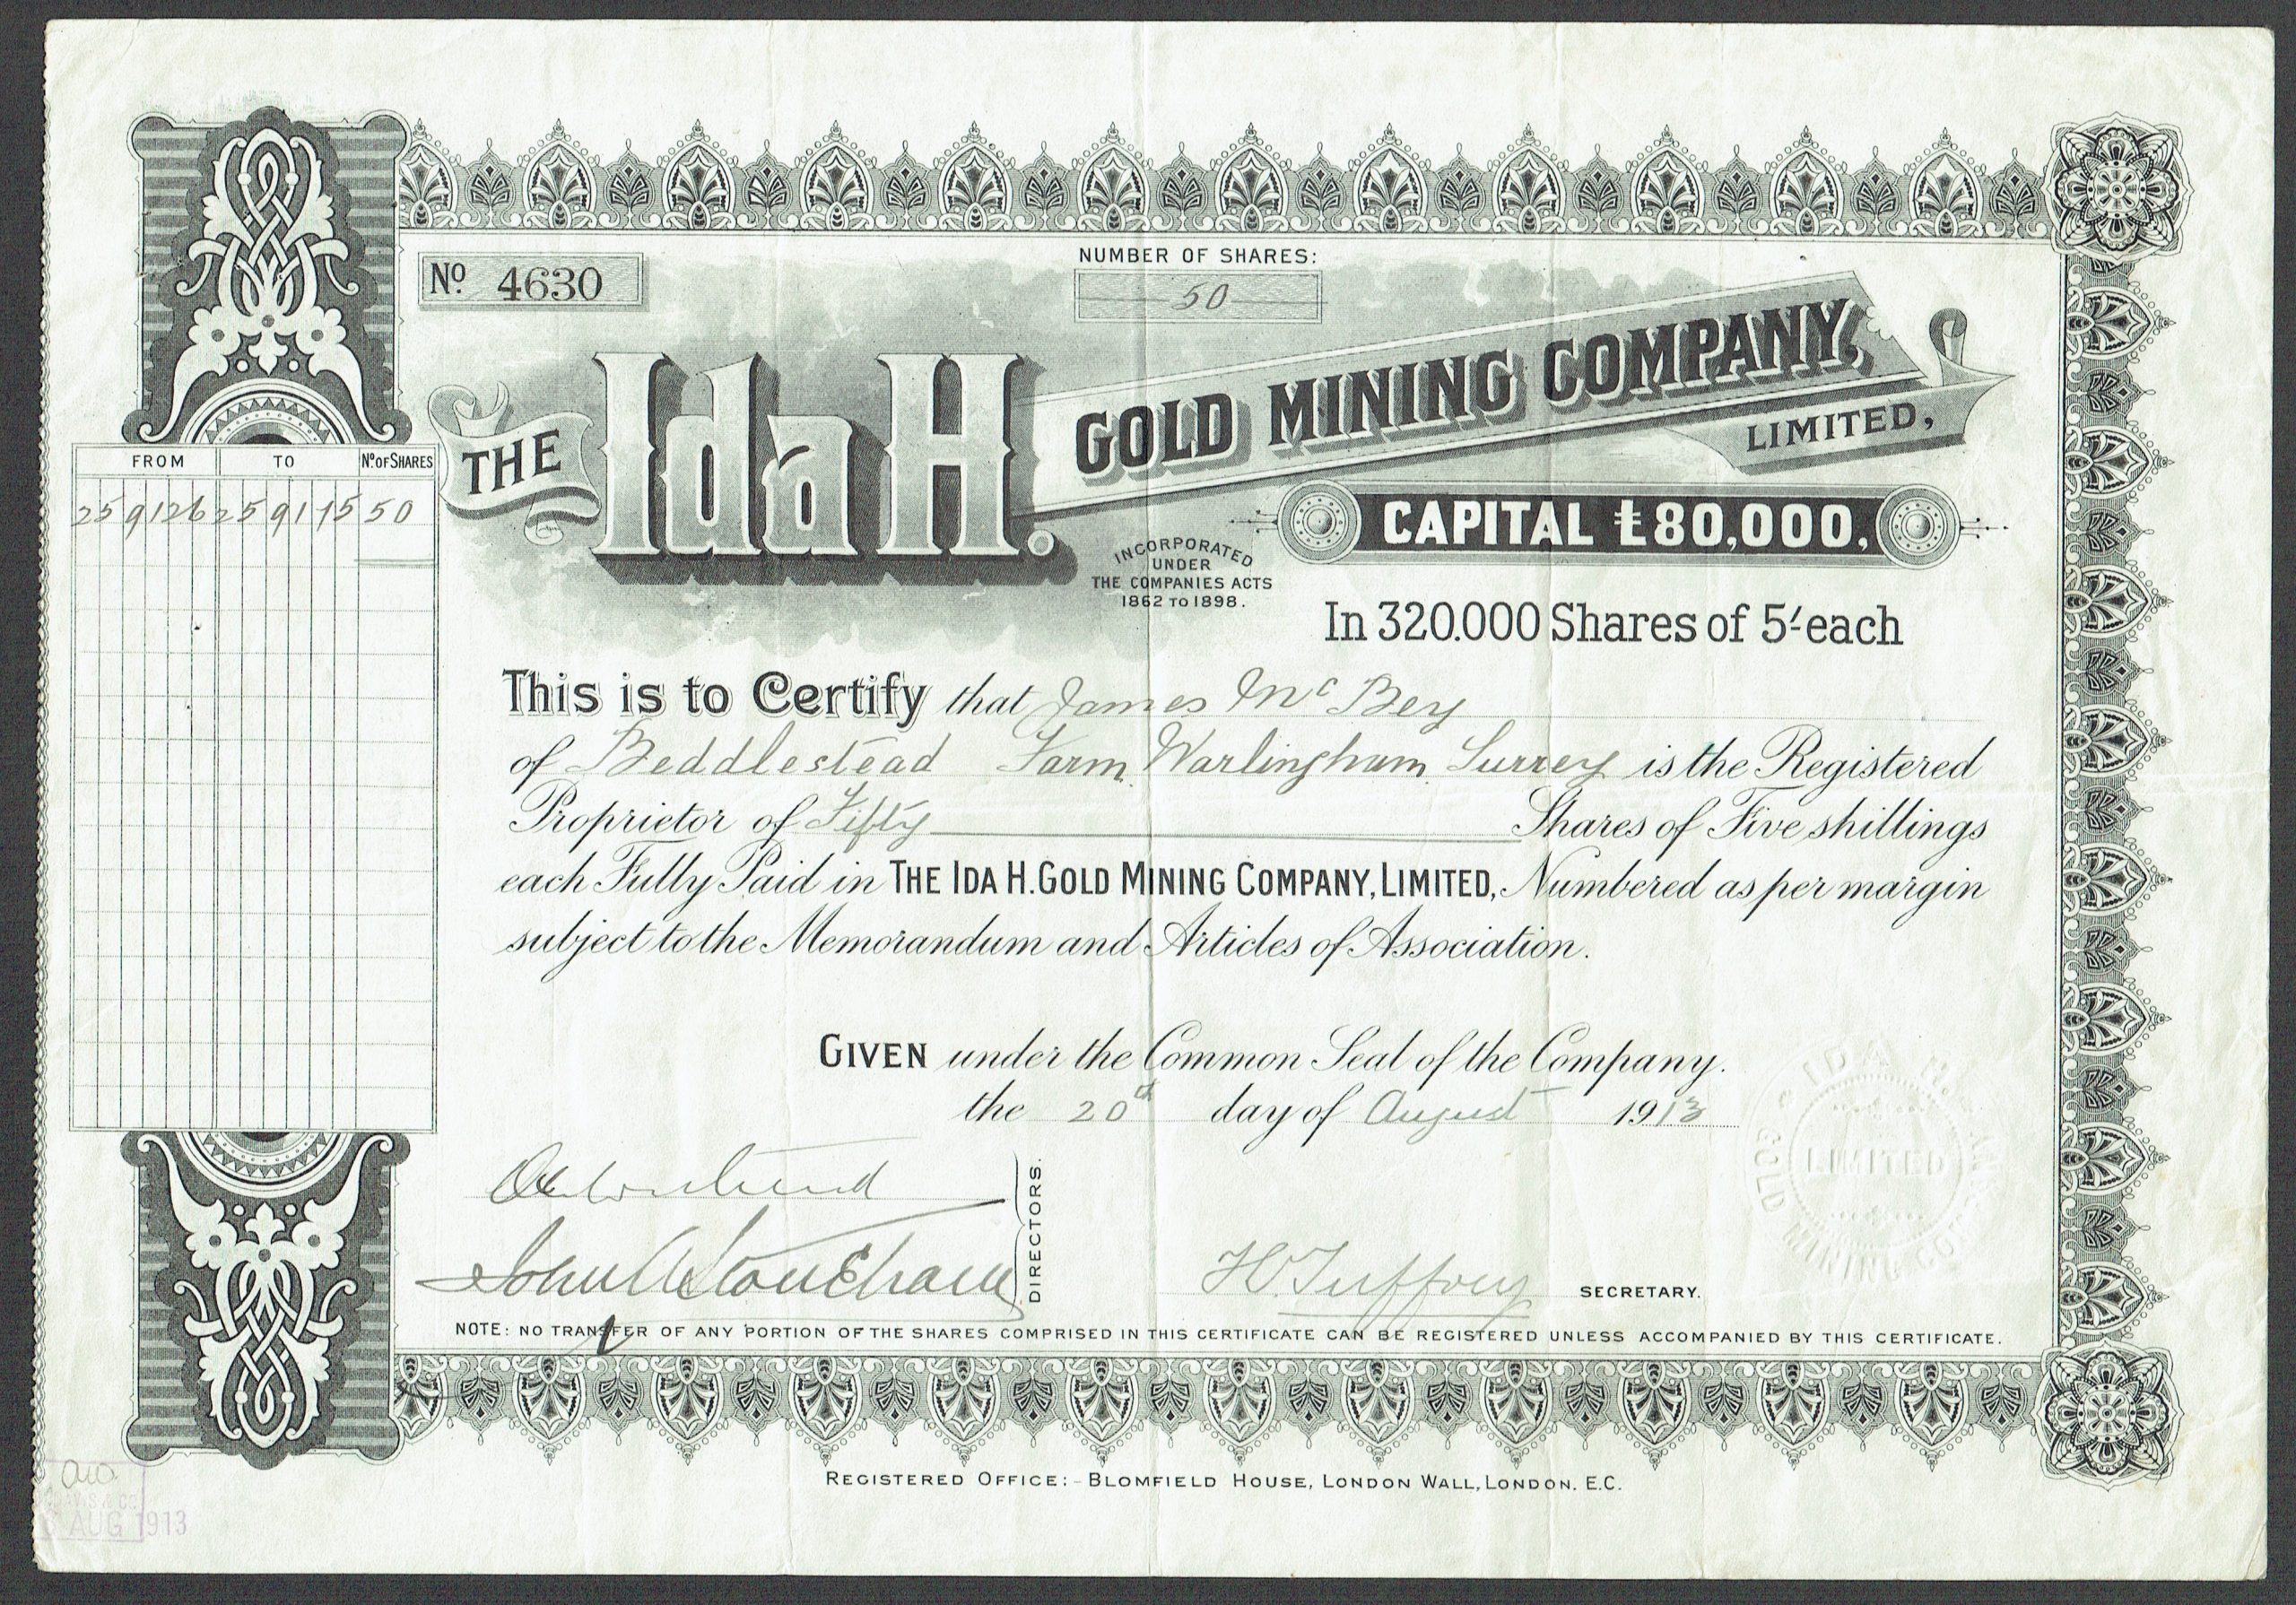 No 4630
NUMBER OF SHARES:
50
THE Ida H. GOLD MINING COMPANY, LIMITED,
CAPITAL £80,000,
INCORPORATED
UNDER
THE COMPANIES ACTS
1862 TO 1898.
In 320.000 Shares of 5/- each
FROM TO No. OF SHARES
259126 259175 50
This is to Certify that James McBey
of Beddlestead Farm Warlingham Surrey is the Registered
Proprietor of Fifty Shares of Five shillings
each Fully Paid in THE IDA H. GOLD MINING COMPANY, LIMITED, Numbered as per margin
subject to the Memorandum and Articles of Association.
GIVEN under the Common Seal of the Company.
the 20th day of August 1913
DIRECTORS.
SECRETARY.
IDA H. GOLD MINING
LIMITED
NOTE: NO TRANSFER OF ANY PORTION OF THE SHARES COMPRISED IN THIS CERTIFICATE CAN BE REGISTERED UNLESS ACCOMPANIED BY THIS CERTIFICATE.
REGISTERED OFFICE:- BLOMFIELD HOUSE, LONDON WALL, LONDON. E.C.
AUG 1913